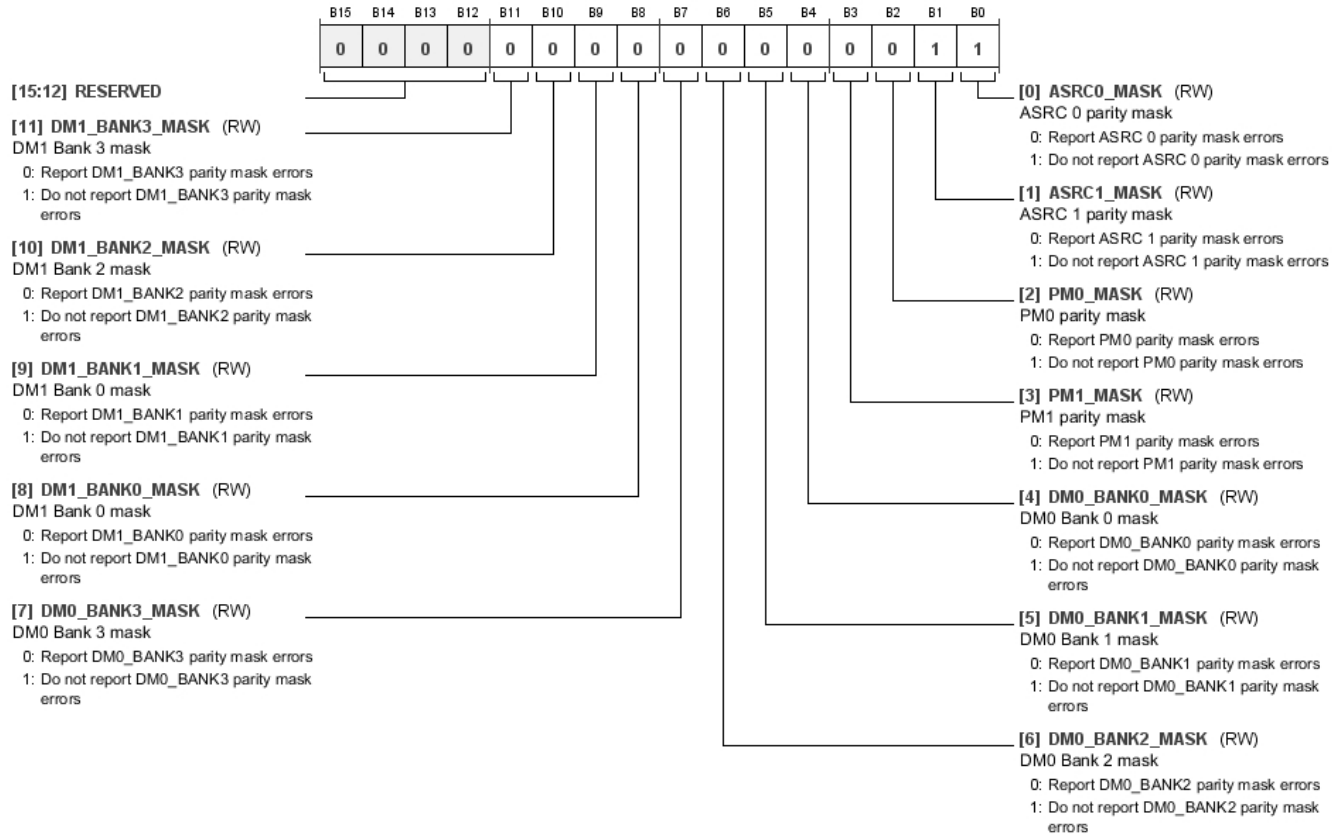 B15 B14 B13 B12 B11 B10 B9 B8 B7 B6 B5 B4 B3 B2 B1 B0
0 0 0 0 0 0 0 0 0 0 0 0 0 0 1 1
[15:12] RESERVED
[11] DM1_BANK3_MASK (RW)
DM1 Bank 3 mask
0: Report DM1_BANK3 parity mask errors
1: Do not report DM1_BANK3 parity mask
errors
[10] DM1_BANK2_MASK (RW)
DM1 Bank 2 mask
0: Report DM1_BANK2 parity mask errors
1: Do not report DM1_BANK2 parity mask
errors
[9] DM1_BANK1_MASK (RW)
DM1 Bank 0 mask
0: Report DM1_BANK1 parity mask errors
1: Do not report DM1_BANK1 parity mask
errors
[8] DM1_BANK0_MASK (RW)
DM1 Bank 0 mask
0: Report DM1_BANK0 parity mask errors
1: Do not report DM1_BANK0 parity mask
errors
[7] DM0_BANK3_MASK (RW)
DM0 Bank 3 mask
0: Report DM0_BANK3 parity mask errors
1: Do not report DM0_BANK3 parity mask
errors
[0] ASRC0_MASK (RW)
ASRC 0 parity mask
0: Report ASRC 0 parity mask errors
1: Do not report ASRC 0 parity mask errors
[1] ASRC1_MASK (RW)
ASRC 1 parity mask
0: Report ASRC 1 parity mask errors
1: Do not report ASRC 1 parity mask errors
[2] PM0_MASK (RW)
PM0 parity mask
0: Report PM0 parity mask errors
1: Do not report PM0 parity mask errors
[3] PM1_MASK (RW)
PM1 parity mask
0: Report PM1 parity mask errors
1: Do not report PM1 parity mask errors
[4] DM0_BANK0_MASK (RW)
DM0 Bank 0 mask
0: Report DM0_BANK0 parity mask errors
1: Do not report DM0_BANK0 parity mask
errors
[5] DM0_BANK1_MASK (RW)
DM0 Bank 1 mask
0: Report DM0_BANK1 parity mask errors
1: Do not report DM0_BANK1 parity mask
errors
[6] DM0_BANK2_MASK (RW)
DM0 Bank 2 mask
0: Report DM0_BANK2 parity mask errors
1: Do not report DM0_BANK2 parity mask
errors